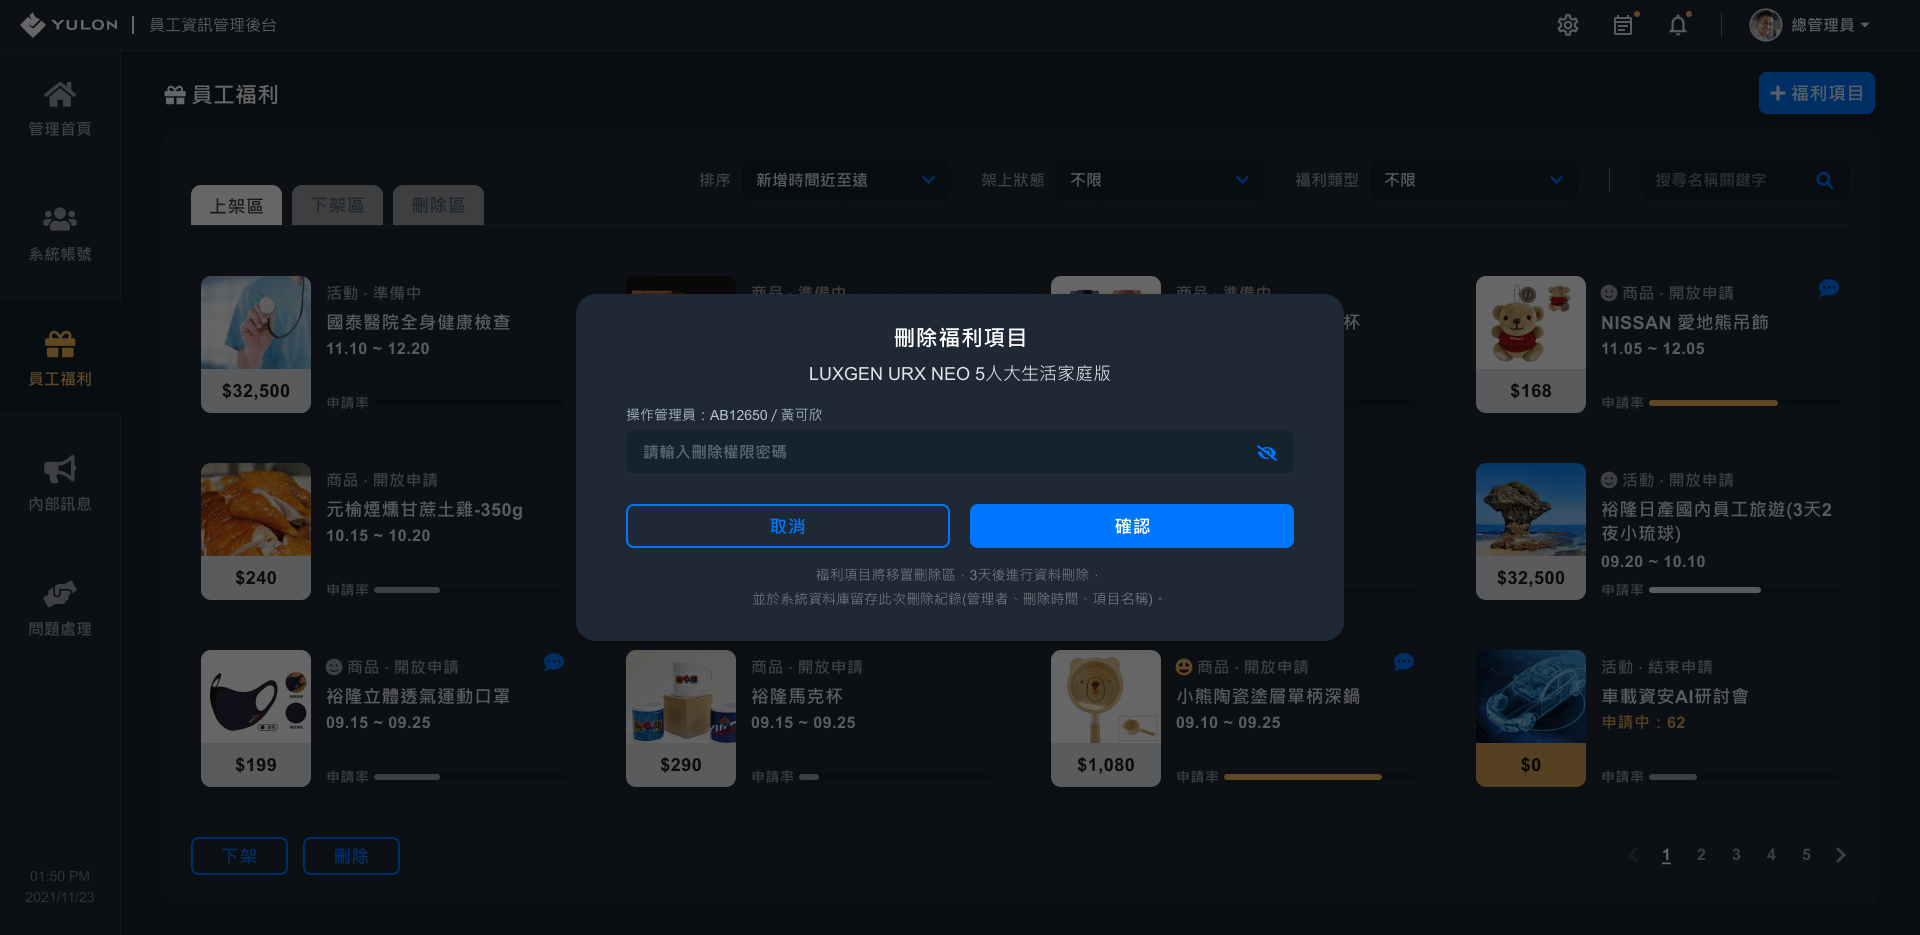 YULON
員工資訊管理後台
總管理員
管理首頁
系統帳號
員工福利
內部訊息
問題處理
01:50 PM
2021/11/23
員工福利
福利項目
上架區
下架區
刪除區
排序
新增時間近至遠
架上狀態
不限
福利類型
不限
搜尋名稱關鍵字
活動 · 準備中
國泰醫院全身健康檢查
11.10 ~ 12.20
$32,500
申請率
商品 · 準備中
商品 · 準備中
杯
商品 · 開放申請
NISSAN 愛地熊吊飾
11.05 ~ 12.05
$168
申請率
刪除福利項目
LUXGEN URX NEO 5人大生活家庭版
操作管理員：AB12650 / 黃可欣
請輸入刪除權限密碼
取消
確認
福利項目將移置刪除區，3天後進行資料刪除，
並於系統資料庫留存此次刪除紀錄(管理者、刪除時間、項目名稱)。
商品 · 開放申請
元榆煙燻甘蔗土雞-350g
10.15 ~ 10.20
$240
申請率
活動 · 開放申請
裕隆日產國內員工旅遊(3天2
夜小琉球)
09.20 ~ 10.10
$32,500
申請率
商品 · 開放申請
裕隆立體透氣運動口罩
09.15 ~ 09.25
$199
申請率
商品 · 開放申請
裕隆馬克杯
09.15 ~ 09.25
$290
申請率
商品 · 開放申請
小熊陶瓷塗層單柄深鍋
09.10 ~ 09.25
$1,080
申請率
活動 · 結束申請
車載資安AI研討會
申請中：62
$0
申請率
下架
刪除
1 2 3 4 5